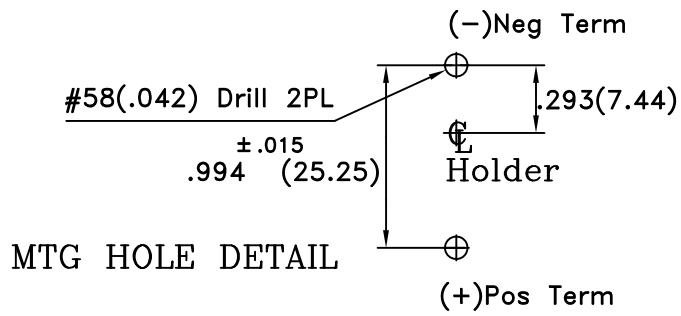 (-)Neg Term
#58(.042) Drill 2PL
.293(7.44)
±.015
.994 (25.25)
℄
Holder
MTG HOLE DETAIL
(+)Pos Term